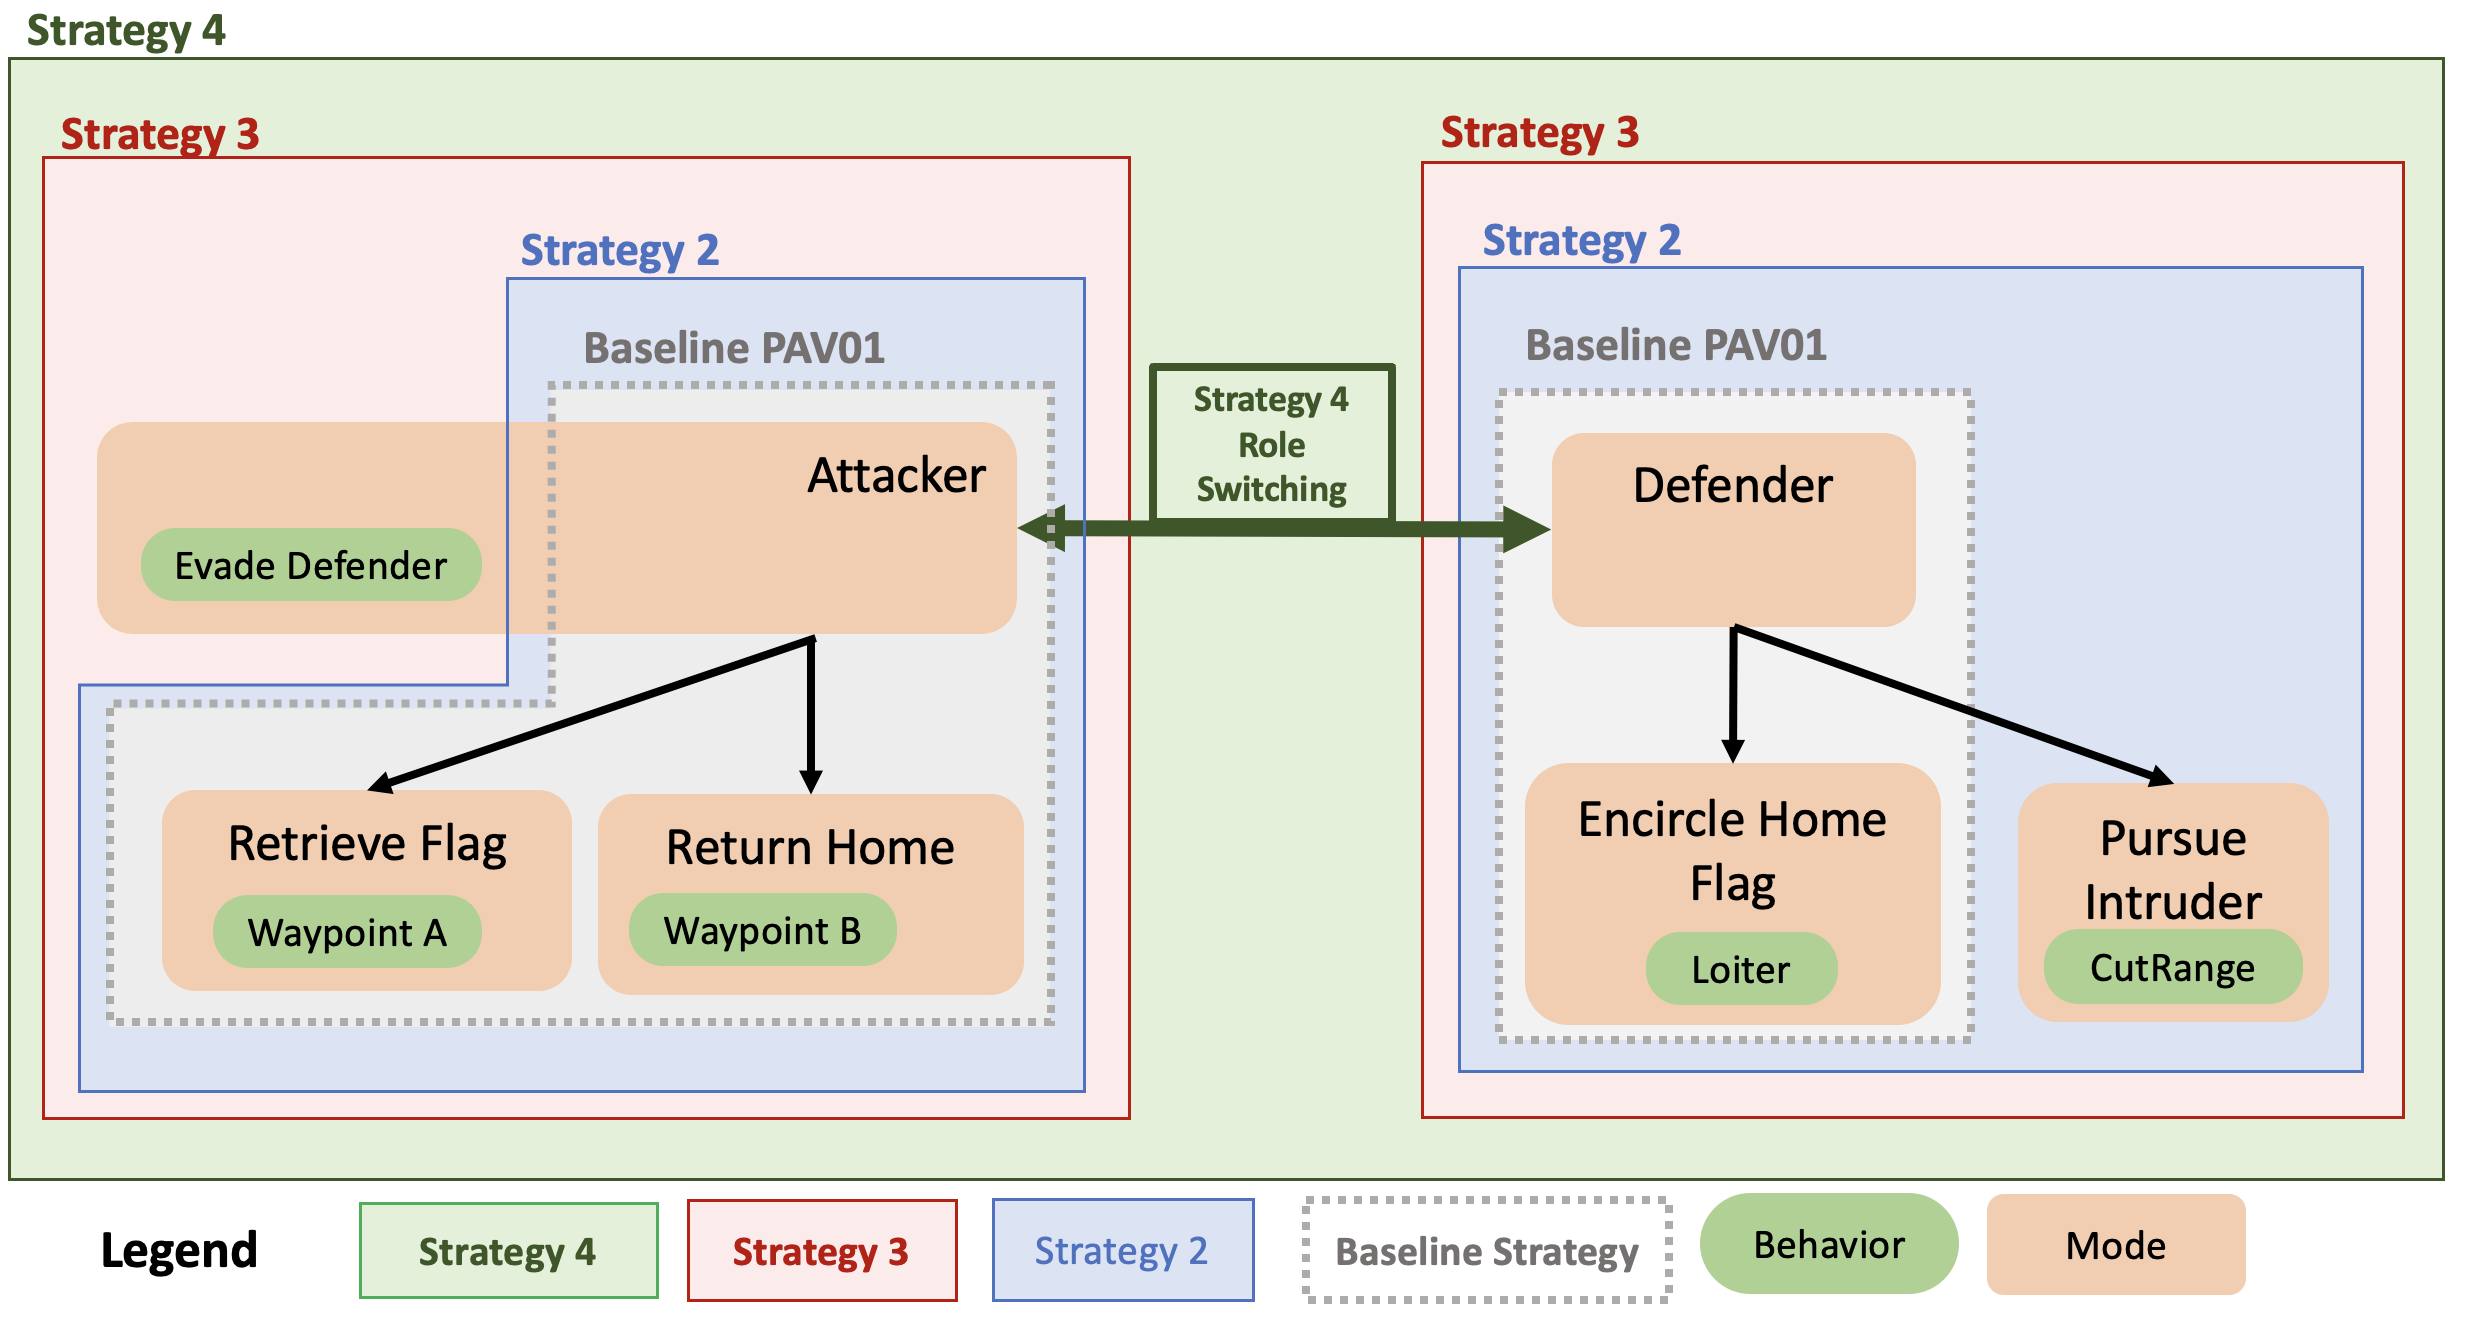 Strategy 4
Strategy 3
Strategy 2
Baseline PAV01
Attacker
Evade Defender
Retrieve Flag
Waypoint A
Return Home
Waypoint B
Strategy 4
Role
Switching
Strategy 3
Strategy 2
Baseline PAV01
Defender
Encircle Home
Flag
Loiter
Pursue
Intruder
CutRange
Legend
Strategy 4
Strategy 3
Strategy 2
Baseline Strategy
Behavior
Mode